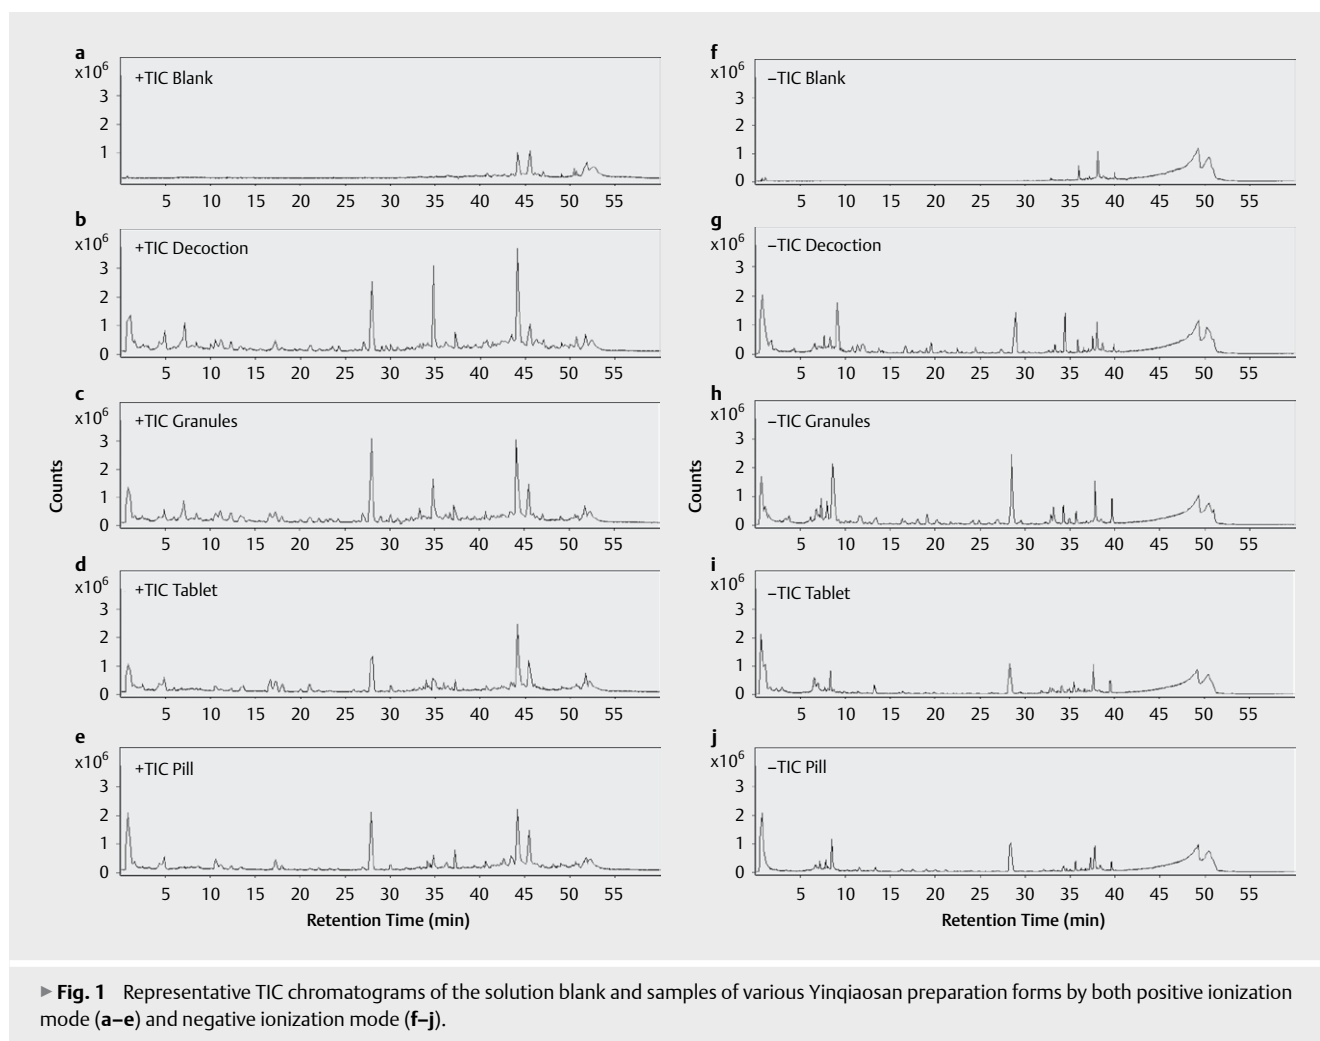 a
x10⁶
+TIC Blank
3
2
1
5 10 15 20 25 30 35 40 45 50 55
b
x10⁶
+TIC Decoction
3
2
1
0
5 10 15 20 25 30 35 40 45 50 55
c
x10⁶
+TIC Granules
3
2
1
0
5 10 15 20 25 30 35 40 45 50 55
d
x10⁶
+TIC Tablet
3
2
1
0
5 10 15 20 25 30 35 40 45 50 55
e
x10⁶
+TIC Pill
3
2
1
0
5 10 15 20 25 30 35 40 45 50 55
Counts
Retention Time (min)
f
x10⁶
–TIC Blank
3
2
1
0
5 10 15 20 25 30 35 40 45 50 55
g
x10⁶
–TIC Decoction
3
2
1
0
5 10 15 20 25 30 35 40 45 50 55
h
x10⁶
–TIC Granules
3
2
1
0
5 10 15 20 25 30 35 40 45 50 55
i
x10⁶
–TIC Tablet
3
2
1
0
5 10 15 20 25 30 35 40 45 50 55
j
x10⁶
–TIC Pill
3
2
1
0
5 10 15 20 25 30 35 40 45 50 55
Counts
Retention Time (min)
▶ Fig. 1 Representative TIC chromatograms of the solution blank and samples of various Yinqiaosan preparation forms by both positive ionization
mode (a–e) and negative ionization mode (f–j).